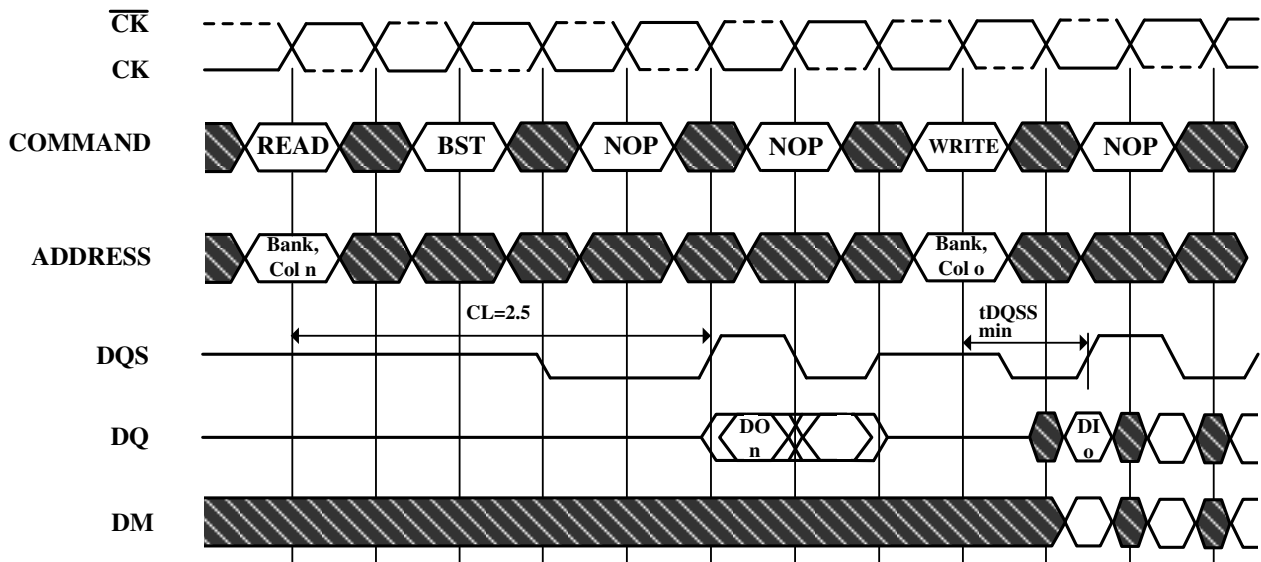 CK
CK
COMMAND
READ
BST
NOP
NOP
WRITE
NOP
ADDRESS
Bank,
Col n
Bank,
Col o
CL=2.5
tDQSS
min
DQS
DQ
DO
n
DI
o
DM